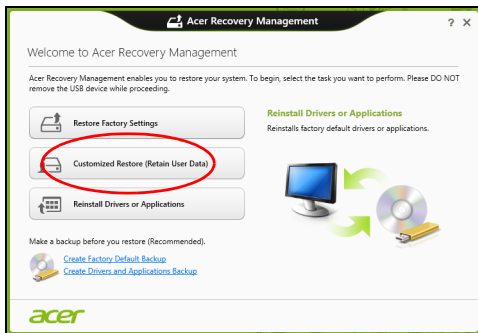 Acer Recovery Management
? X
Welcome to Acer Recovery Management
Acer Recovery Management enables you to restore your system. To begin, select the task you want to perform. Please DO NOT
remove the USB device while proceeding.
Restore Factory Settings
Customized Restore (Retain User Data)
Reinstall Drivers or Applications
Reinstall Drivers or Applications
Reinstalls factory default drivers or applications.
Make a backup before you restore (Recommended).
Create Factory Default Backup
Create Drivers and Applications Backup
acer